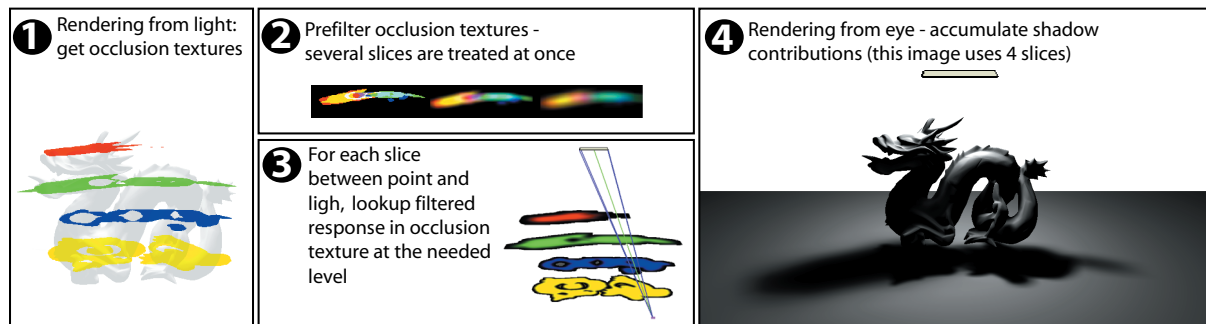 1 Rendering from light:
get occlusion textures
2 Prefilter occlusion textures -
several slices are treated at once
3 For each slice
between point and
ligh, lookup filtered
response in occlusion
texture at the needed
level
4 Rendering from eye - accumulate shadow
contributions (this image uses 4 slices)